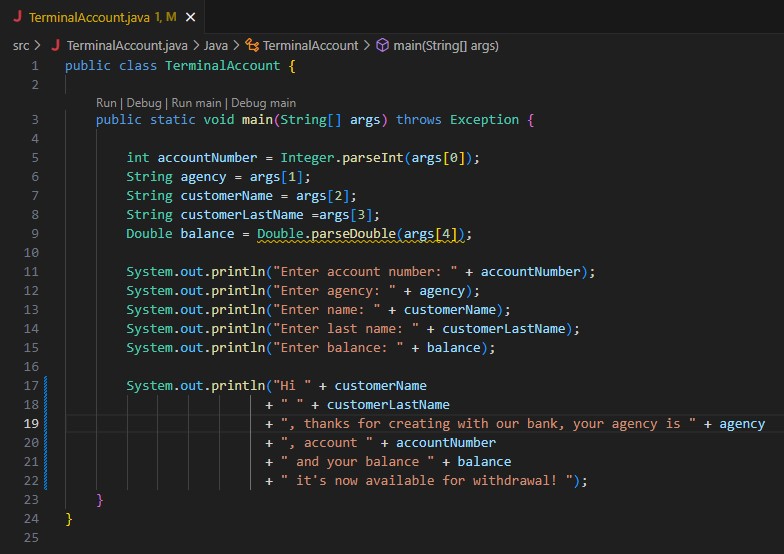 J TerminalAccount.java 1, M ×
src > J TerminalAccount.java > Java > TerminalAccount > main(String[] args)
1 public class TerminalAccount {
2
Run | Debug | Run main | Debug main
3 public static void main(String[] args) throws Exception {
4
5 int accountNumber = Integer.parseInt(args[0]);
6 String agency = args[1];
7 String customerName = args[2];
8 String customerLastName =args[3];
9 Double balance = Double.parseDouble(args[4]);
10
11 System.out.println("Enter account number: " + accountNumber);
12 System.out.println("Enter agency: " + agency);
13 System.out.println("Enter name: " + customerName);
14 System.out.println("Enter last name: " + customerLastName);
15 System.out.println("Enter balance: " + balance);
16
17 System.out.println("Hi " + customerName
18 + " " + customerLastName
19 + ", thanks for creating with our bank, your agency is " + agency
20 + ", account " + accountNumber
21 + " and your balance " + balance
22 + " it's now available for withdrawal! ");
23 }
24 }
25